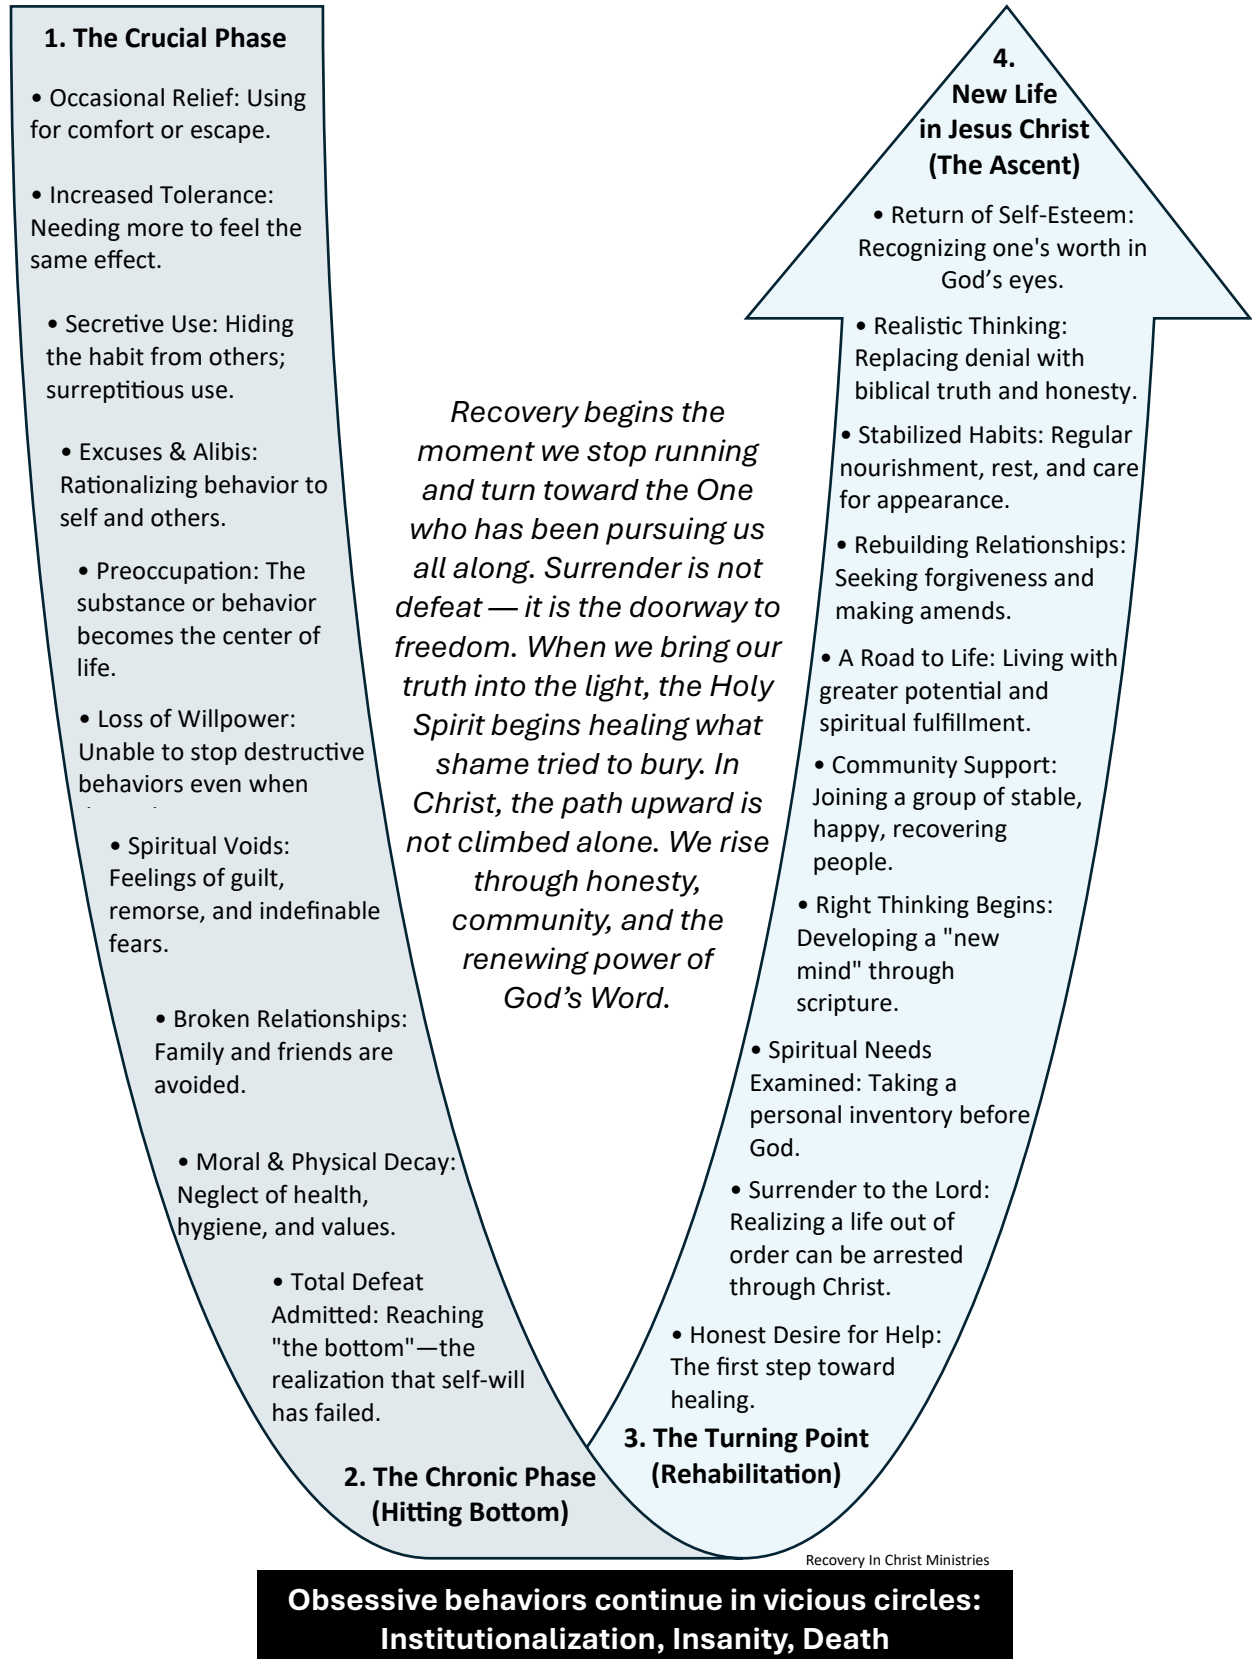 1. The Crucial Phase
• Occasional Relief: Using
for comfort or escape.
• Increased Tolerance:
Needing more to feel the
same effect.
• Secretive Use: Hiding
the habit from others;
surreptitious use.
• Excuses & Alibis:
Rationalizing behavior to
self and others.
• Preoccupation: The
substance or behavior
becomes the center of
life.
• Loss of Willpower:
Unable to stop destructive
behaviors even when
• Spiritual Voids:
Feelings of guilt,
remorse, and indefinable
fears.
• Broken Relationships:
Family and friends are
avoided.
• Moral & Physical Decay:
Neglect of health,
hygiene, and values.
• Total Defeat
Admitted: Reaching
"the bottom"—the
realization that self-will
has failed.
2. The Chronic Phase
(Hitting Bottom)
Recovery begins the
moment we stop running
and turn toward the One
who has been pursuing us
all along. Surrender is not
defeat — it is the doorway to
freedom. When we bring our
truth into the light, the Holy
Spirit begins healing what
shame tried to bury. In
Christ, the path upward is
not climbed alone. We rise
through honesty,
community, and the
renewing power of
God’s Word.
4.
New Life
in Jesus Christ
(The Ascent)
• Return of Self-Esteem:
Recognizing one's worth in
God’s eyes.
• Realistic Thinking:
Replacing denial with
biblical truth and honesty.
• Stabilized Habits: Regular
nourishment, rest, and care
for appearance.
• Rebuilding Relationships:
Seeking forgiveness and
making amends.
• A Road to Life: Living with
greater potential and
spiritual fulfillment.
• Community Support:
Joining a group of stable,
happy, recovering
people.
• Right Thinking Begins:
Developing a "new
mind" through
scripture.
• Spiritual Needs
Examined: Taking a
personal inventory before
God.
• Surrender to the Lord:
Realizing a life out of
order can be arrested
through Christ.
• Honest Desire for Help:
The first step toward
healing.
3. The Turning Point
(Rehabilitation)
Recovery In Christ Ministries
Obsessive behaviors continue in vicious circles:
Institutionalization, Insanity, Death